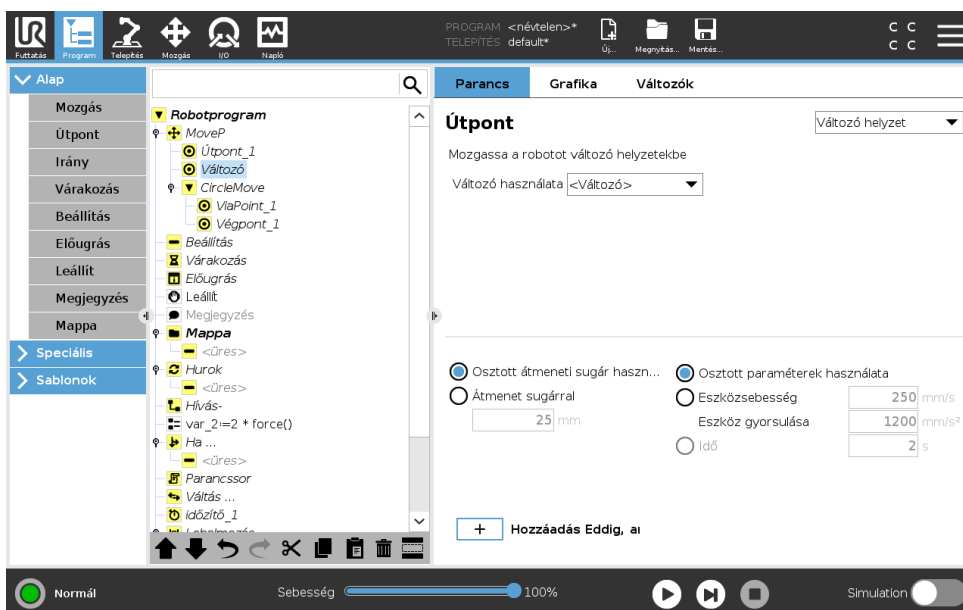 UR
Futtatás
Program
Telepítés
Mozgás
I/O
Napló
PROGRAM <névtelen>*
TELEPÍTÉS default*
Új...
Megnyitás...
Mentés...
C C
C C
Alap
Mozgás
Útpont
Irány
Várakozás
Beállítás
Előugrás
Leállít
Megjegyzés
Mappa
Speciális
Sablonok
Robotprogram
MoveP
Útpont_1
Változó
CircleMove
ViaPoint_1
Végpont_1
Beállítás
Várakozás
Előugrás
Leállít
Megjegyzés
Mappa
<üres>
Hurok
<üres>
Hívás-
var_2:=2 * force()
Ha ...
<üres>
Parancssor
Váltás ...
Időzítő_1
Parancs
Grafika
Változók
Útpont
Változó helyzet
Mozgassa a robotot változó helyzetekbe
Változó használata <Változó>
Osztott átmeneti sugár haszn...
Átmenet sugárral
25 mm
Osztott paraméterek használata
Eszközsebesség 250 mm/s
Eszköz gyorsulása 1200 mm/s²
Idő 2 s
+ Hozzáadás Eddig, ar
Normál
Sebesség 100%
Simulation